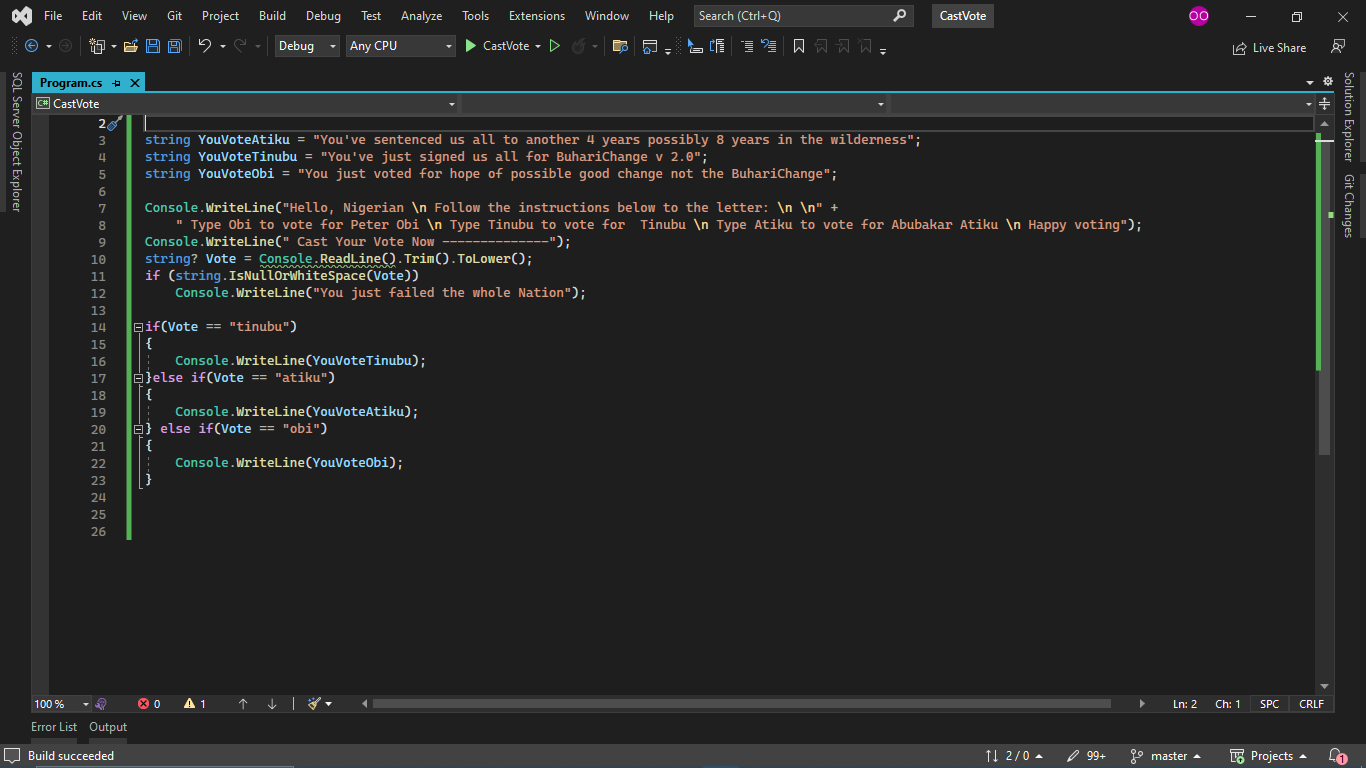 File Edit View Git Project Build Debug Test Analyze Tools Extensions Window Help Search (Ctrl+Q) CastVote OO
Debug Any CPU CastVote Live Share
SQL Server Object Explorer
Program.cs
C# CastVote
Solution Explorer
Git Changes
2
3 string YouVoteAtiku = "You've sentenced us all to another 4 years possibly 8 years in the wilderness";
4 string YouVoteTinubu = "You've just signed us all for BuhariChange v 2.0";
5 string YouVoteObi = "You just voted for hope of possible good change not the BuhariChange";
6
7 Console.WriteLine("Hello, Nigerian \n Follow the instructions below to the letter: \n \n" +
8 " Type Obi to vote for Peter Obi \n Type Tinubu to vote for  Tinubu \n Type Atiku to vote for Abubakar Atiku \n Happy voting");
9 Console.WriteLine(" Cast Your Vote Now --------------");
10 string? Vote = Console.ReadLine().Trim().ToLower();
11 if (string.IsNullOrWhiteSpace(Vote))
12 Console.WriteLine("You just failed the whole Nation");
13
14 if(Vote == "tinubu")
15 {
16 Console.WriteLine(YouVoteTinubu);
17 }else if(Vote == "atiku")
18 {
19 Console.WriteLine(YouVoteAtiku);
20 } else if(Vote == "obi")
21 {
22 Console.WriteLine(YouVoteObi);
23 }
24
25
26
100 % 0 1 Ln: 2 Ch: 1 SPC CRLF
Error List Output
Build succeeded 2 / 0 99+ master Projects 1